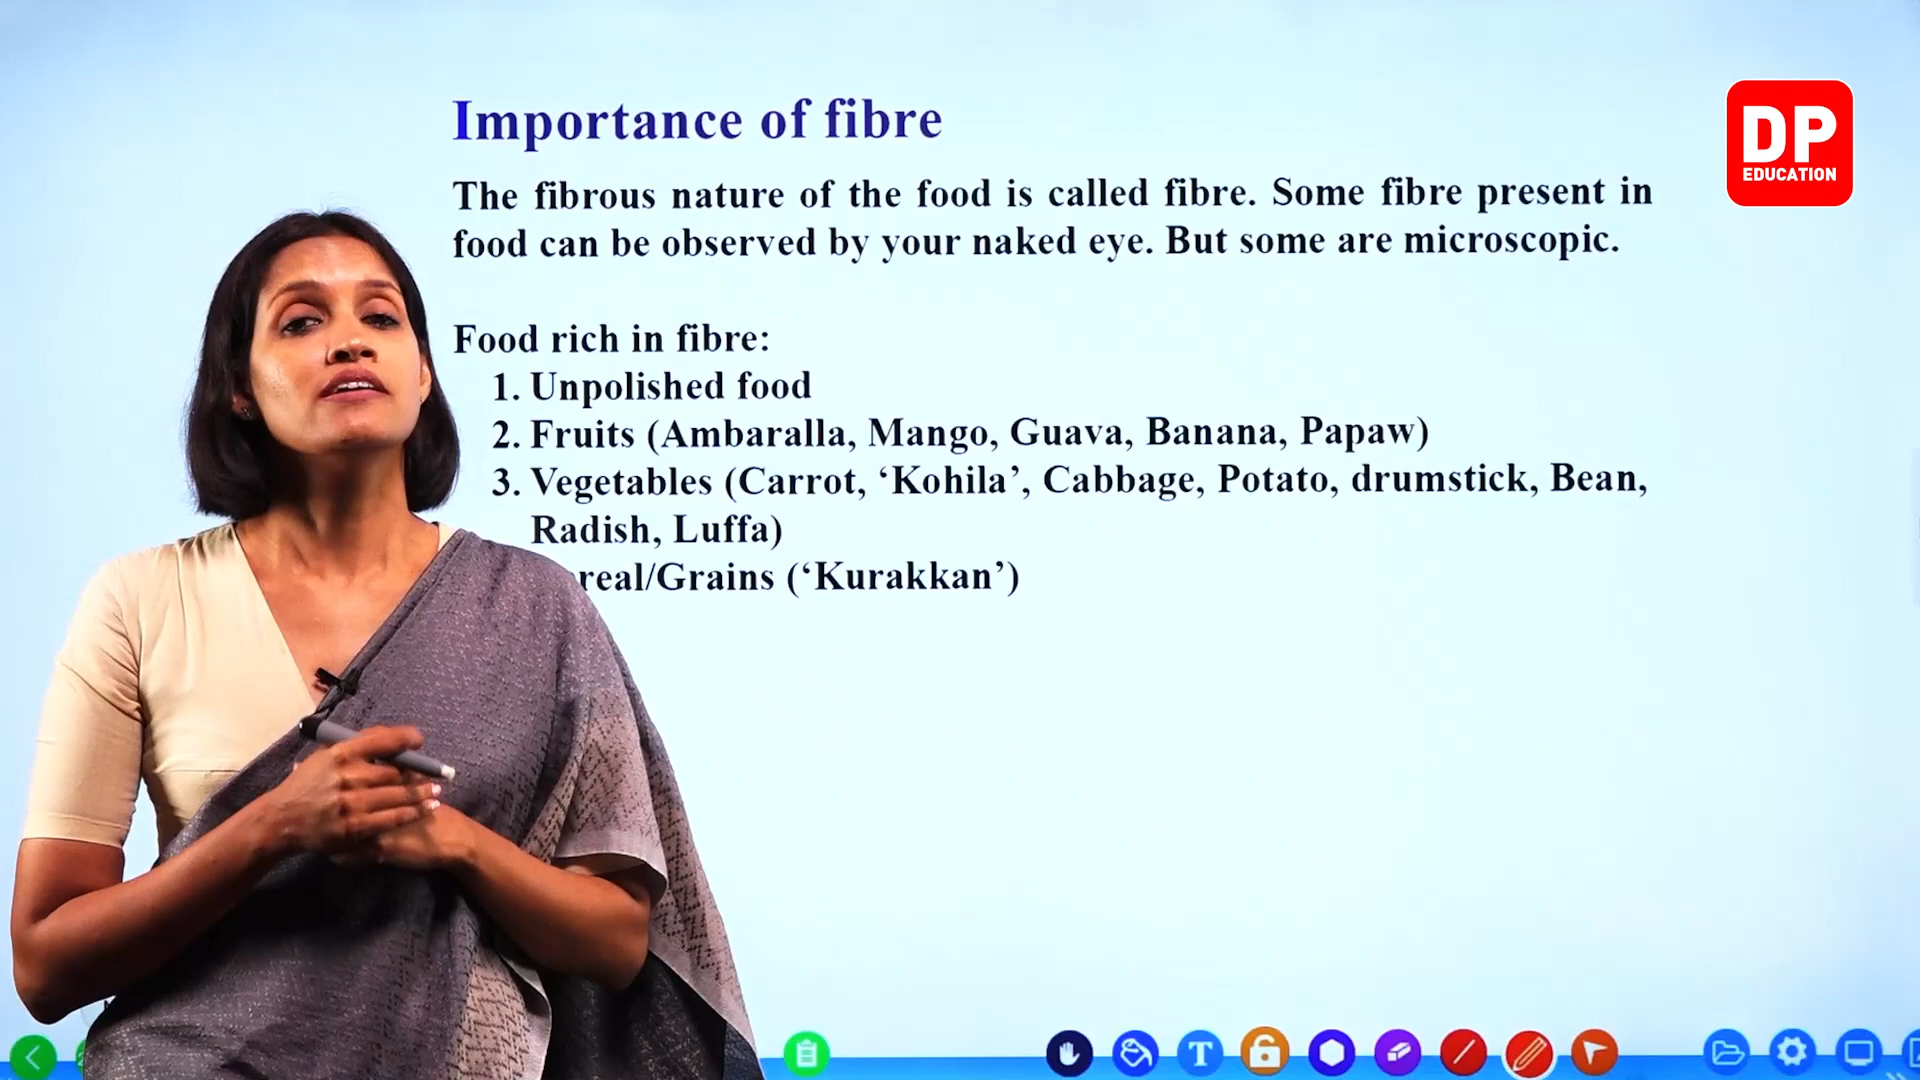 Importance of fibre
DP
EDUCATION
The fibrous nature of the food is called fibre. Some fibre present in
food can be observed by your naked eye. But some are microscopic.
Food rich in fibre:
1. Unpolished food
2. Fruits (Ambaralla, Mango, Guava, Banana, Papaw)
3. Vegetables (Carrot, ‘Kohila’, Cabbage, Potato, drumstick, Bean,
Radish, Luffa)
(‘Kurakkan’)
T